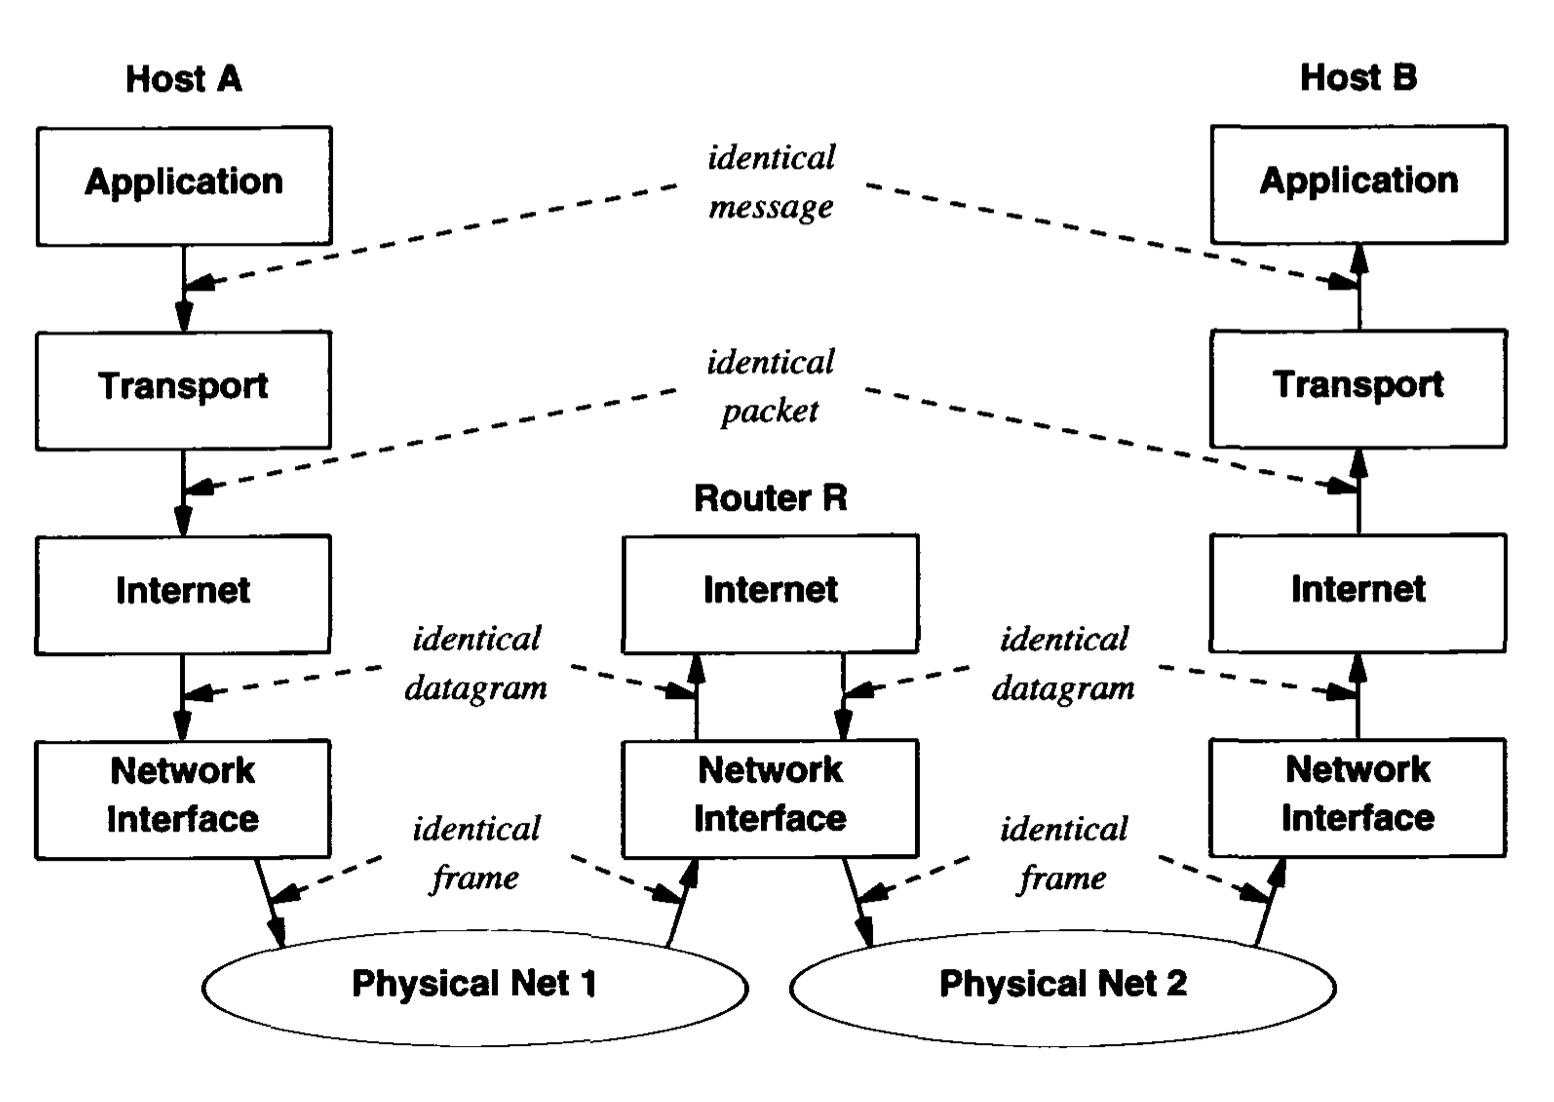 Host A
Host B
Application
identical
message
Application
Transport
identical
packet
Transport
Router R
Internet
Internet
Internet
identical
datagram
identical
datagram
Network
Interface
Network
Interface
Network
Interface
identical
frame
identical
frame
Physical Net 1
Physical Net 2